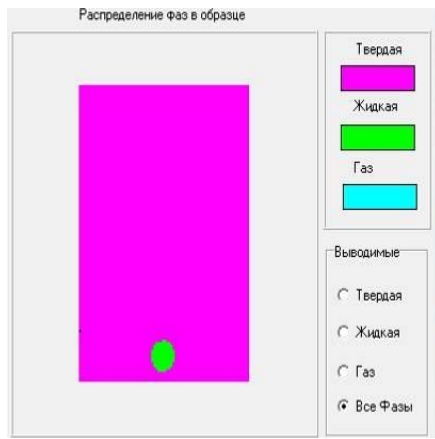 Распределение фаз в образце
Твердая
Жидкая
Газ
Выводимые
Твердая
Жидкая
Газ
Все Фазы